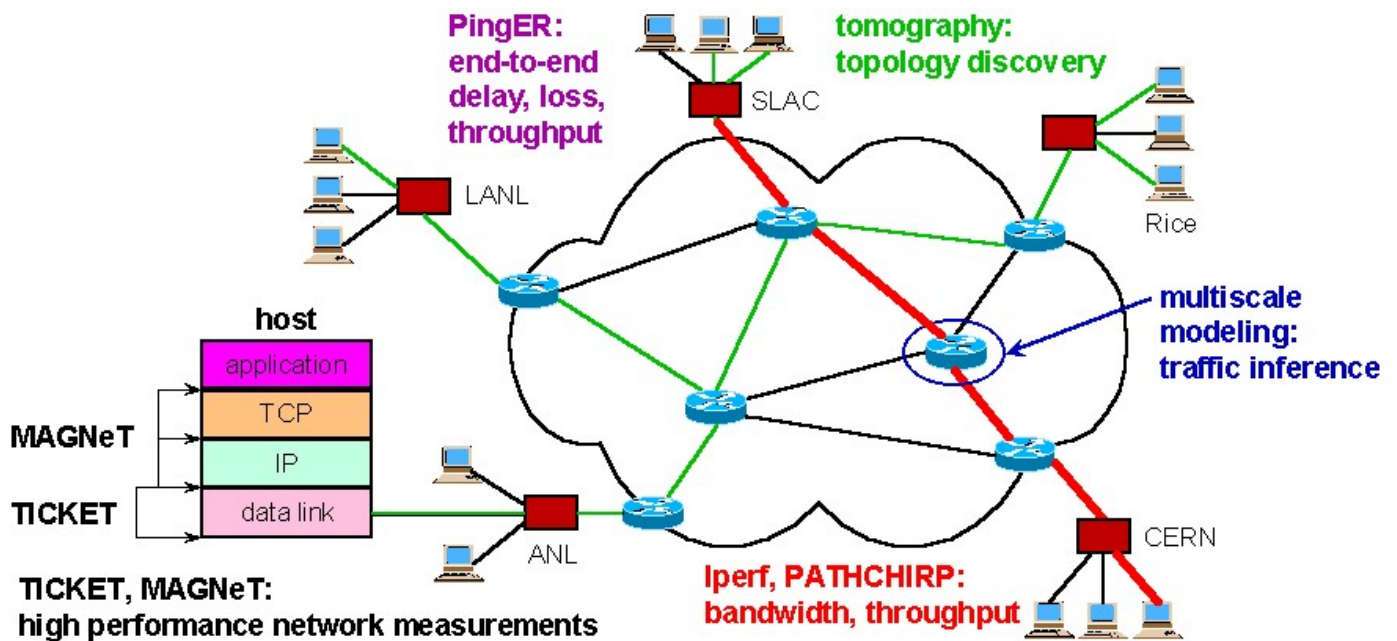 PingER:
end-to-end
delay, loss,
throughput
tomography:
topology discovery
SLAC
LANL
Rice
multiscale
modeling:
traffic inference
host
application
TCP
IP
data link
MAGNeT
TICKET
ANL
CERN
TICKET, MAGNeT:
high performance network measurements
Iperf, PATHCHIRP:
bandwidth, throughput